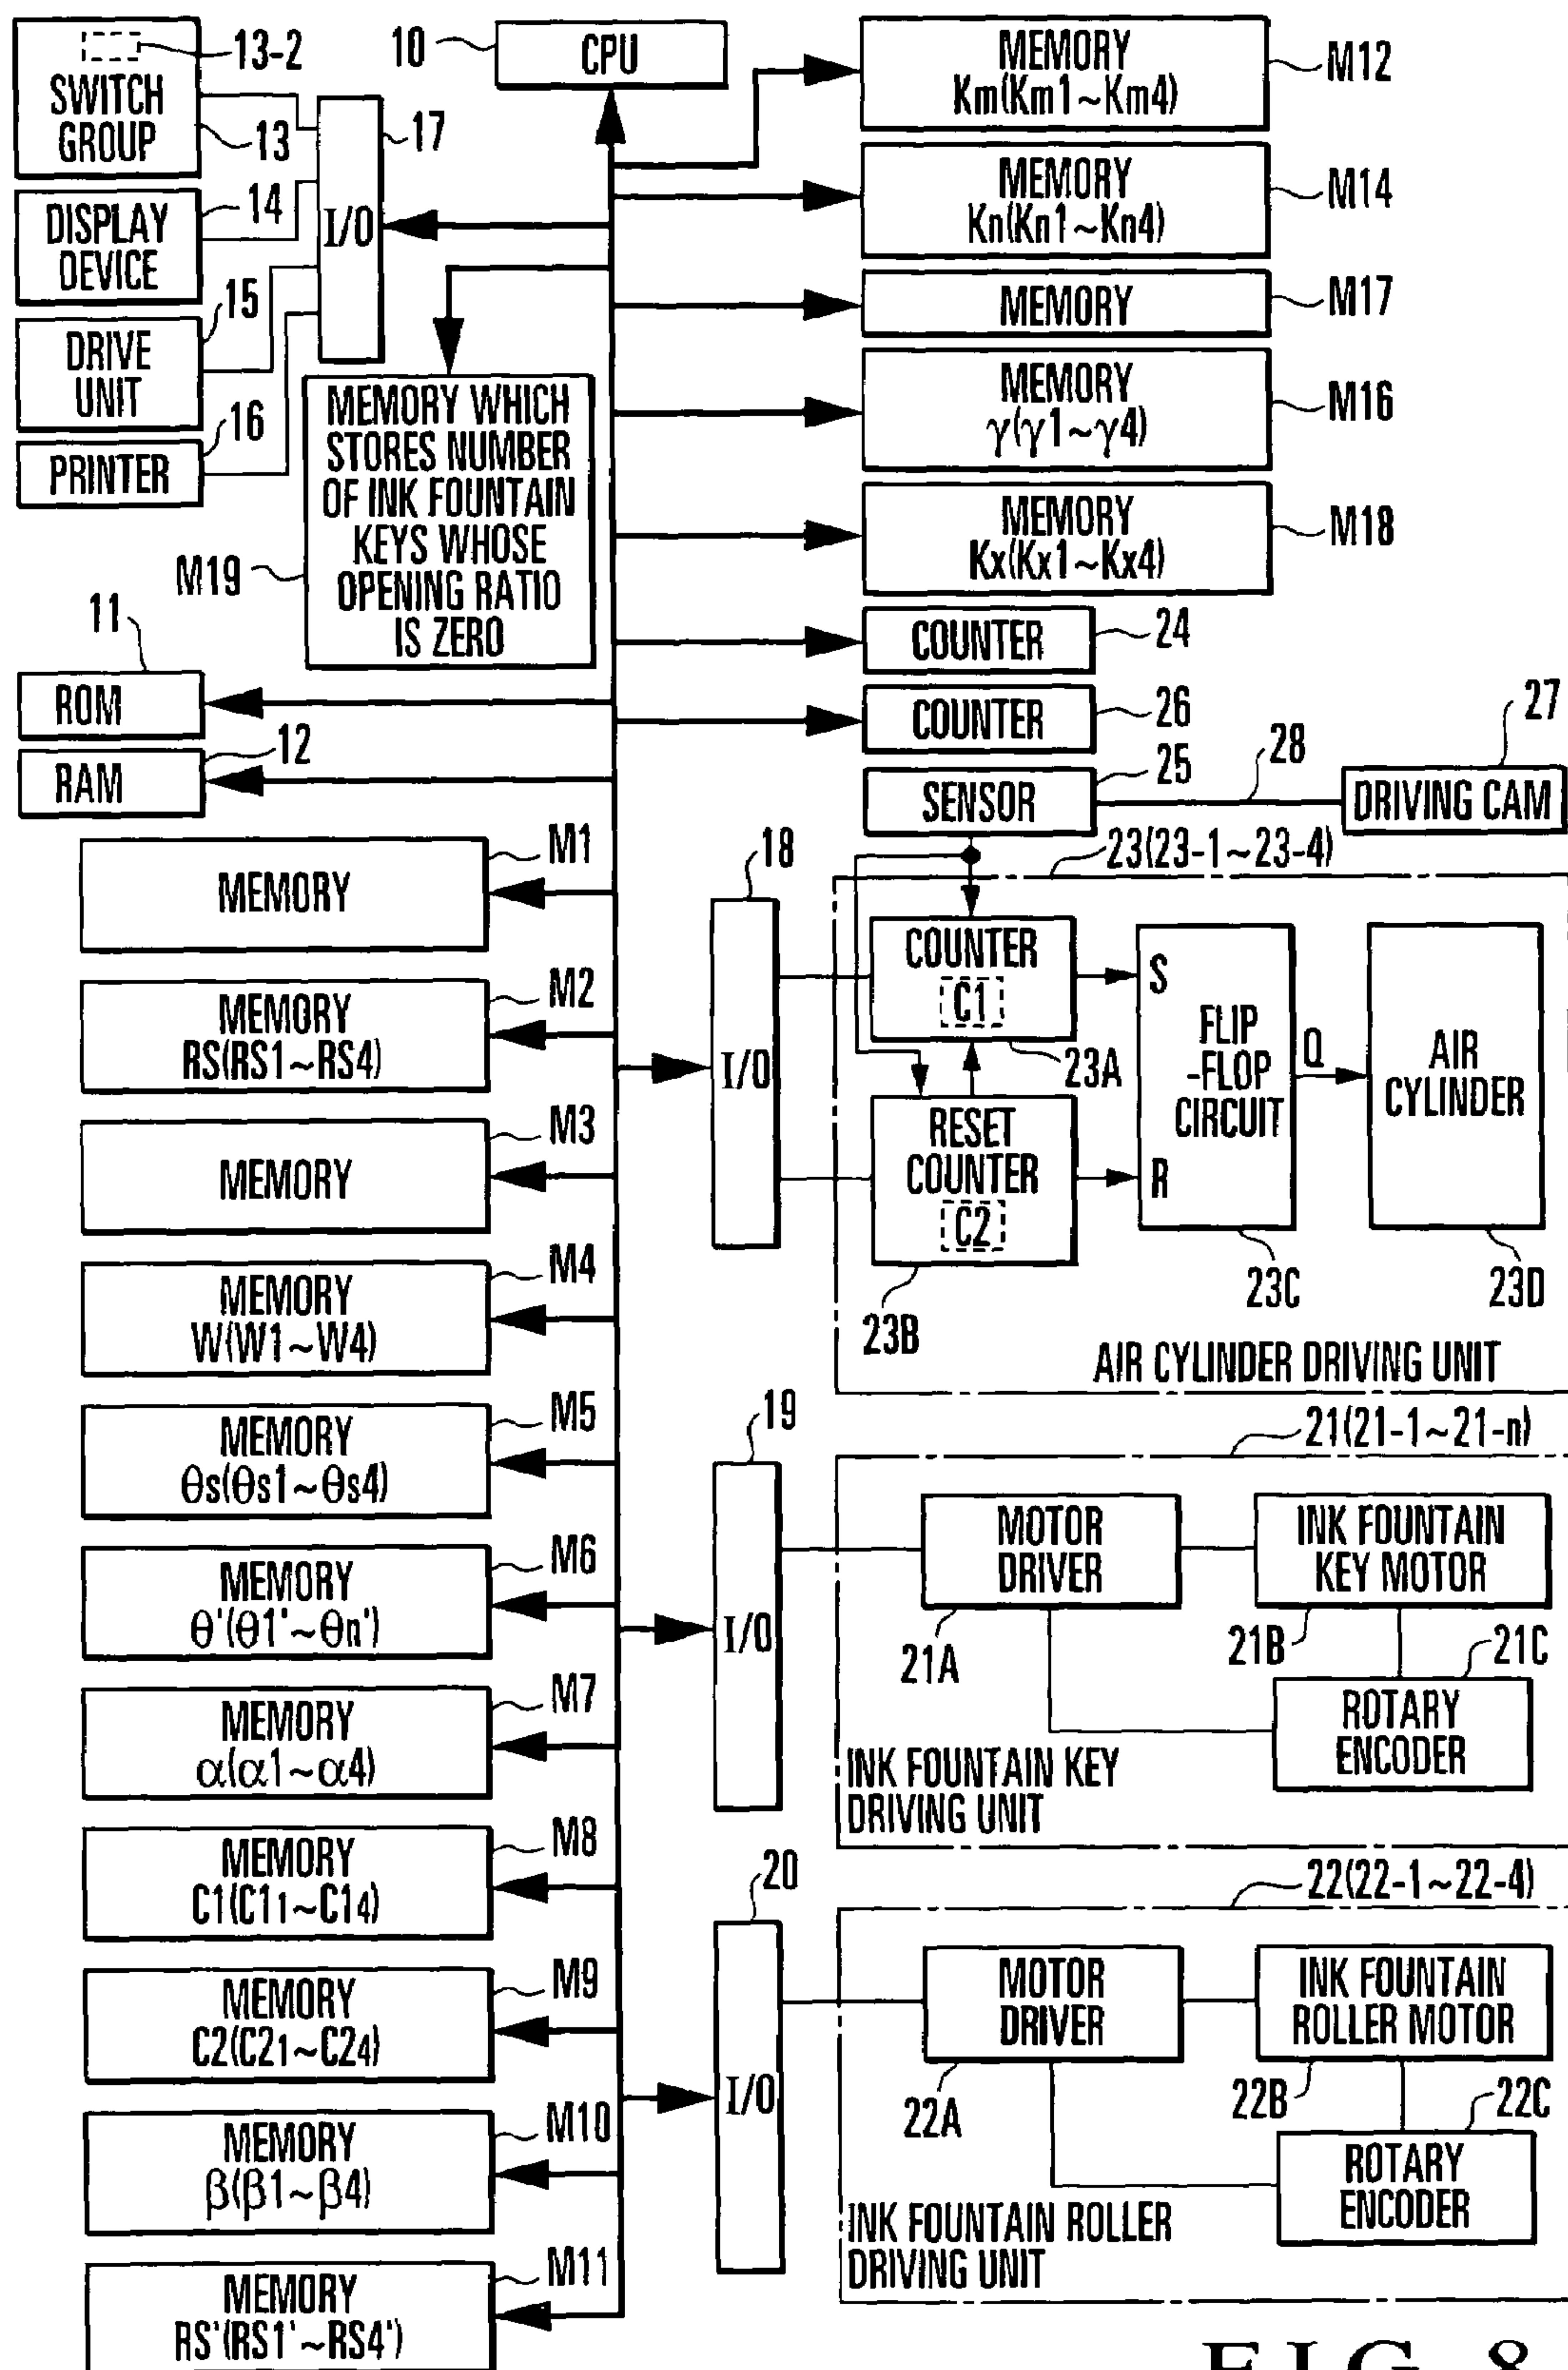 13-2
SWITCH
GROUP
13
10
CPU
17
I/O
DISPLAY
DEVICE
14
DRIVE
UNIT
15
PRINTER
16
MEMORY WHICH
STORES NUMBER
OF INK FOUNTAIN
KEYS WHOSE
OPENING RATIO
IS ZERO
M19
11
ROM
12
RAM
MEMORY
Km(Km1~Km4)
M12
MEMORY
Kn(Kn1~Kn4)
M14
MEMORY
M17
MEMORY
γ(γ1~γ4)
M16
MEMORY
Kx(Kx1~Kx4)
M18
COUNTER
24
COUNTER
26
SENSOR
25
28
27
DRIVING CAM
MEMORY
M1
MEMORY
RS(RS1~RS4)
M2
MEMORY
M3
MEMORY
W(W1~W4)
M4
MEMORY
θs(θs1~θs4)
M5
MEMORY
θ'(θ1'~θn')
M6
MEMORY
α(α1~α4)
M7
MEMORY
C1(C11~C14)
M8
MEMORY
C2(C21~C24)
M9
MEMORY
β(β1~β4)
M10
MEMORY
RS'(RS1'~RS4')
M11
18
I/O
23(23-1~23-4)
COUNTER
C1
23A
RESET
COUNTER
C2
23B
S
R
FLIP
-FLOP
CIRCUIT
Q
23C
AIR
CYLINDER
23D
AIR CYLINDER DRIVING UNIT
19
I/O
21(21-1~21-n)
MOTOR
DRIVER
21A
INK FOUNTAIN
KEY MOTOR
21B
21C
ROTARY
ENCODER
INK FOUNTAIN KEY
DRIVING UNIT
20
I/O
22(22-1~22-4)
MOTOR
DRIVER
22A
INK FOUNTAIN
ROLLER MOTOR
22B
22C
ROTARY
ENCODER
INK FOUNTAIN ROLLER
DRIVING UNIT
FIG. 8